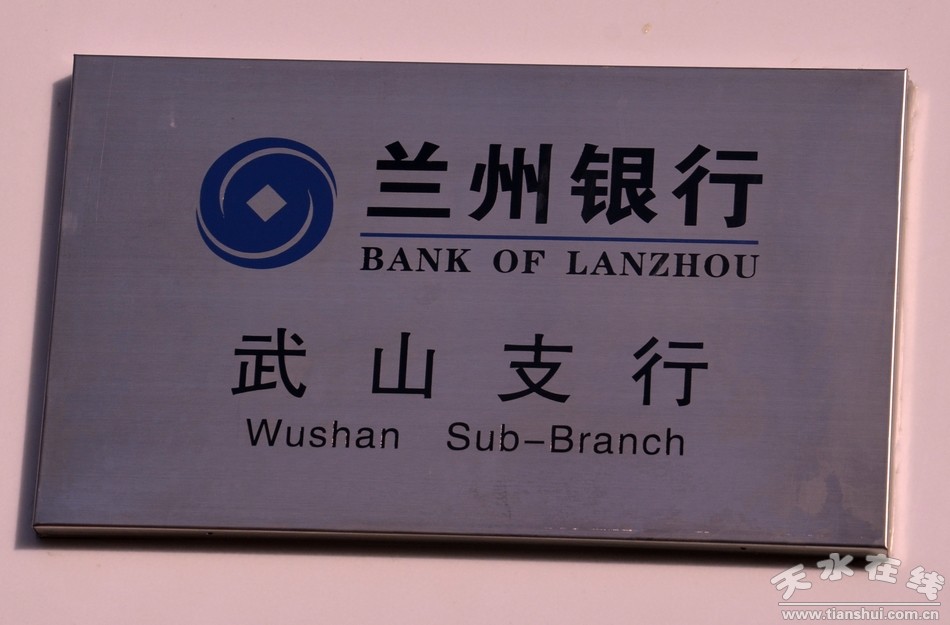 兰州银行
BANK OF LANZHOU
武山支行
Wushan Sub-Branch
天水在线
www.tianshui.com.cn